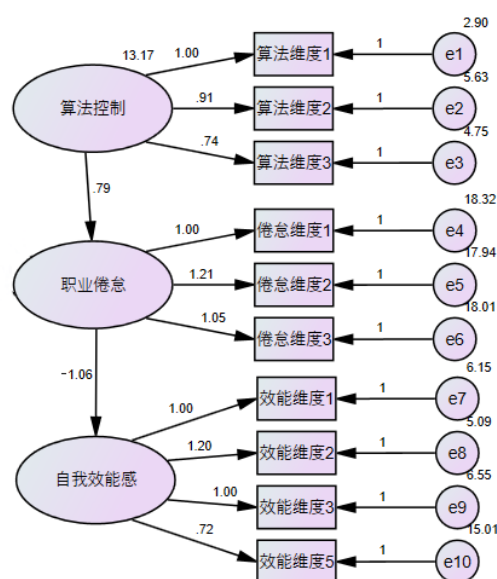 2.90
13.17 1.00 算法维度1 1 e1
5.63
算法控制 .91 算法维度2 1 e2
4.75
.74 算法维度3 1 e3
.79
18.32
1.00 倦怠维度1 1 e4
17.94
职业倦怠 1.21 倦怠维度2 1 e5
18.01
1.05 倦怠维度3 1 e6
-1.06
6.15
1.00 效能维度1 1 e7
5.09
1.20 效能维度2 1 e8
6.55
自我效能感 1.00 效能维度3 1 e9
15.01
.72 效能维度5 1 e10